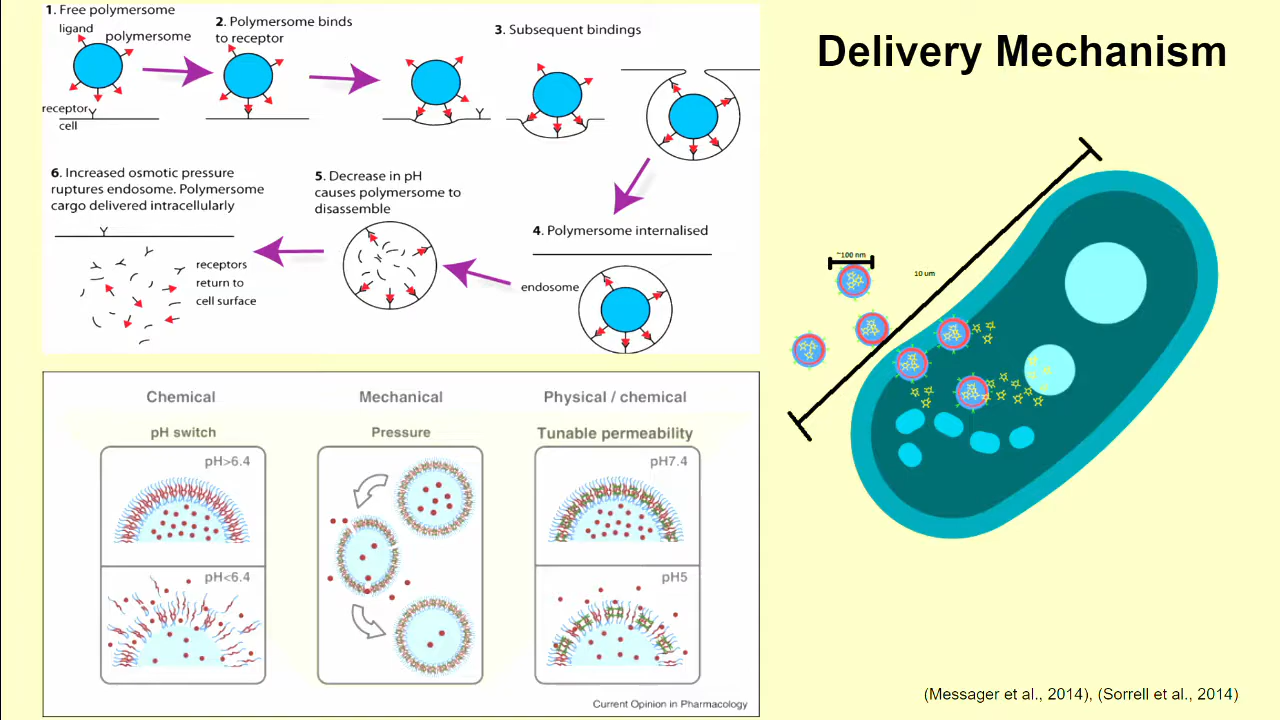 Delivery Mechanism
1. Free polymersome
ligand
polymersome
receptor
cell
2. Polymersome binds
to receptor
3. Subsequent bindings
4. Polymersome internalised
endosome
5. Decrease in pH
causes polymersome to
disassemble
6. Increased osmotic pressure
ruptures endosome. Polymersome
cargo delivered intracellularly
receptors
return to
cell surface
~100 nm
10 um
Chemical
pH switch
pH>6.4
pH<6.4
Mechanical
Pressure
Physical / chemical
Tunable permeability
pH7.4
pH5
Current Opinion in Pharmacology
(Messager et al., 2014), (Sorrell et al., 2014)